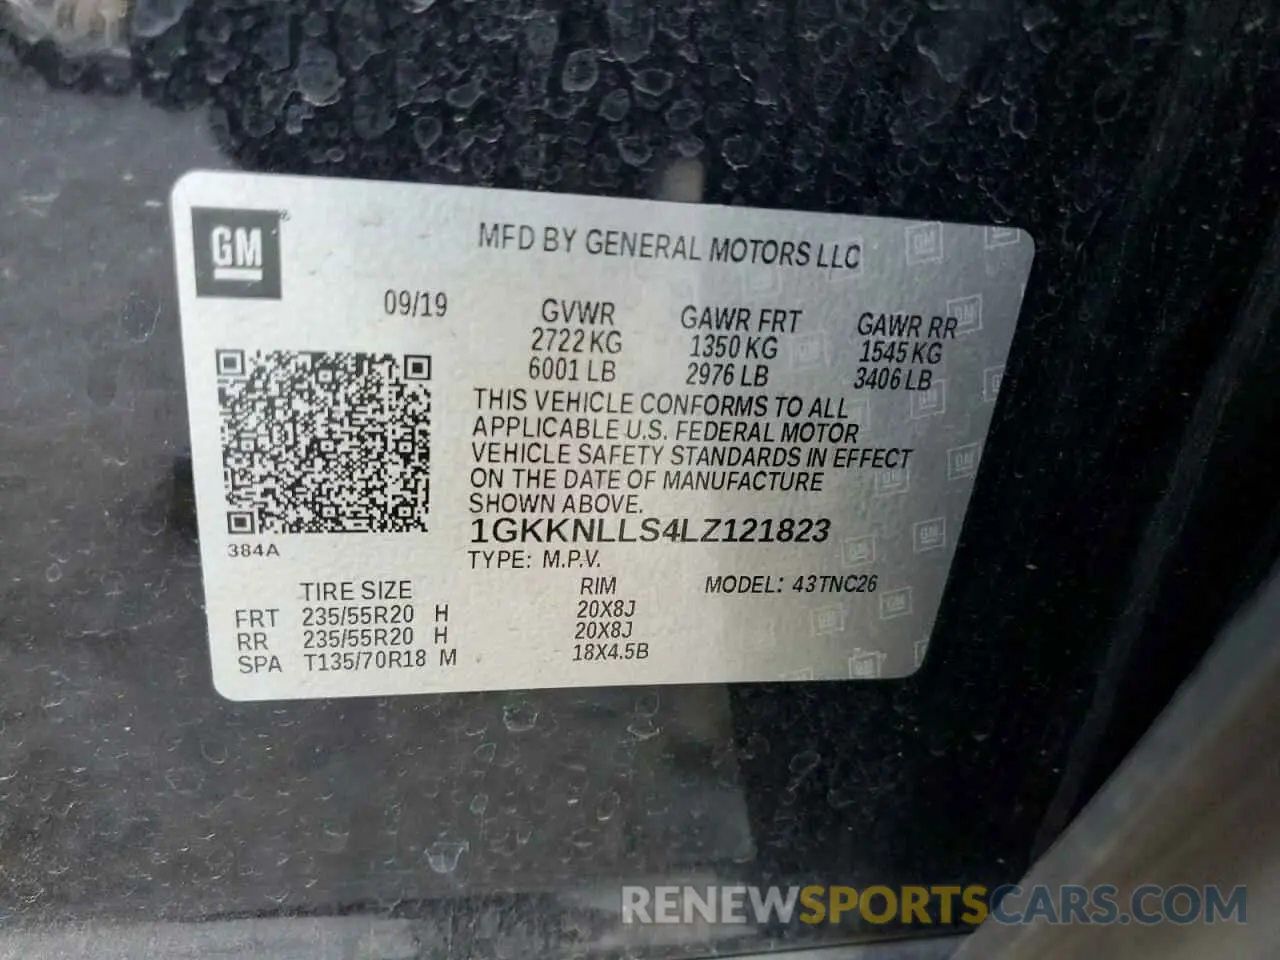 GM®
MFD BY GENERAL MOTORS LLC
09/19
GVWR GAWR FRT GAWR RR
2722 KG 1350 KG 1545 KG
6001 LB 2976 LB 3406 LB
THIS VEHICLE CONFORMS TO ALL
APPLICABLE U.S. FEDERAL MOTOR
VEHICLE SAFETY STANDARDS IN EFFECT
ON THE DATE OF MANUFACTURE
SHOWN ABOVE.
1GKKNLLS4LZ121823
384A
TYPE: M.P.V.
TIRE SIZE RIM MODEL: 43TNC26
FRT 235/55R20 H 20X8J
RR 235/55R20 H 20X8J
SPA T135/70R18 M 18X4.5B
RENEWSPORTSCARS.COM